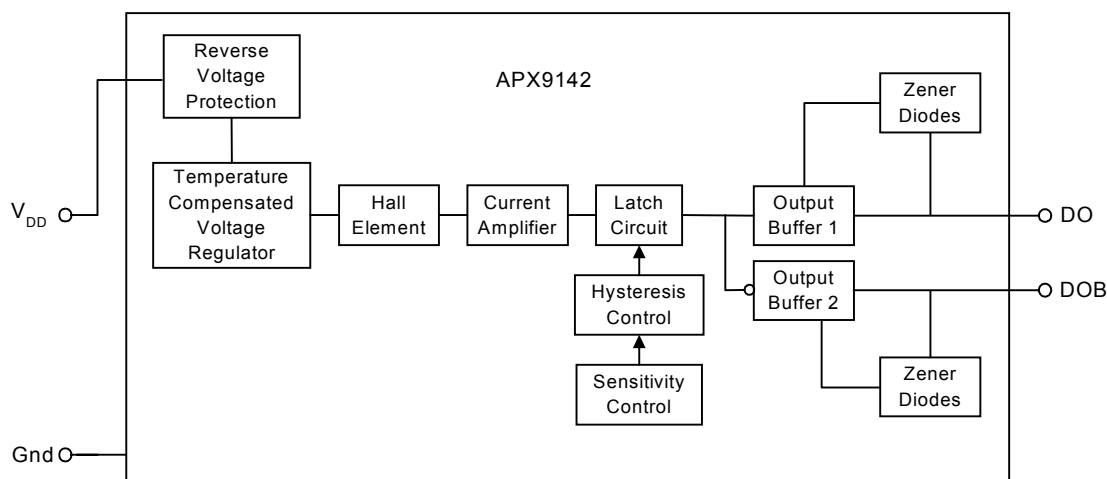 Reverse
Voltage
Protection
APX9142
Zener
Diodes
Temperature
Compensated
Voltage
Regulator
Hall
Element
Current
Amplifier
Latch
Circuit
Output
Buffer 1
VDD
DO
Hysteresis
Control
Output
Buffer 2
DOB
Sensitivity
Control
Zener
Diodes
Gnd